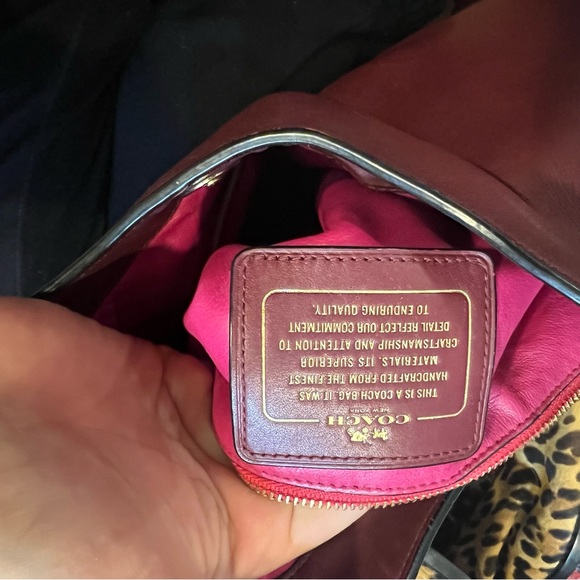 COACH
NEW YORK
THIS IS A COACH BAG. IT WAS
HANDCRAFTED FROM THE FINEST
MATERIALS. ITS SUPERIOR
CRAFTSMANSHIP AND ATTENTION TO
DETAIL REFLECT OUR COMMITMENT
TO ENDURING QUALITY.